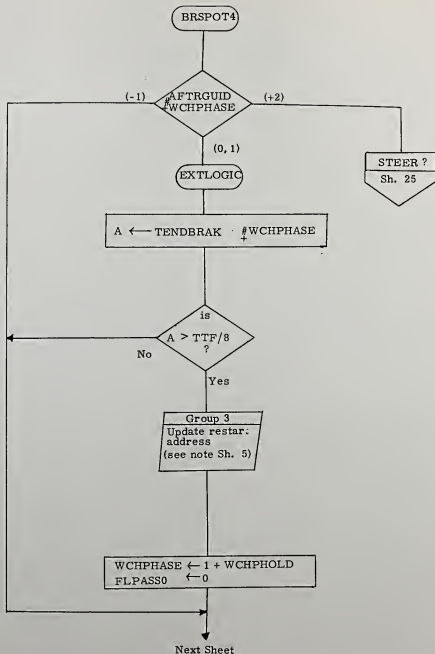 BRSPOT4
AFTRGUID
#
+WCHPHASE
(-1)
(+2)
(0, 1)
STEER ?
Sh. 25
EXTLOGIC
A ← TENDBRAK #WCHPHASE
+
is
A > TTF/8
?
No
Yes
Group 3
Update restar:
address
(see note Sh. 5)
WCHPHASE ← 1 + WCHPHOLD
FLPASS0 ← 0
Next Sheet